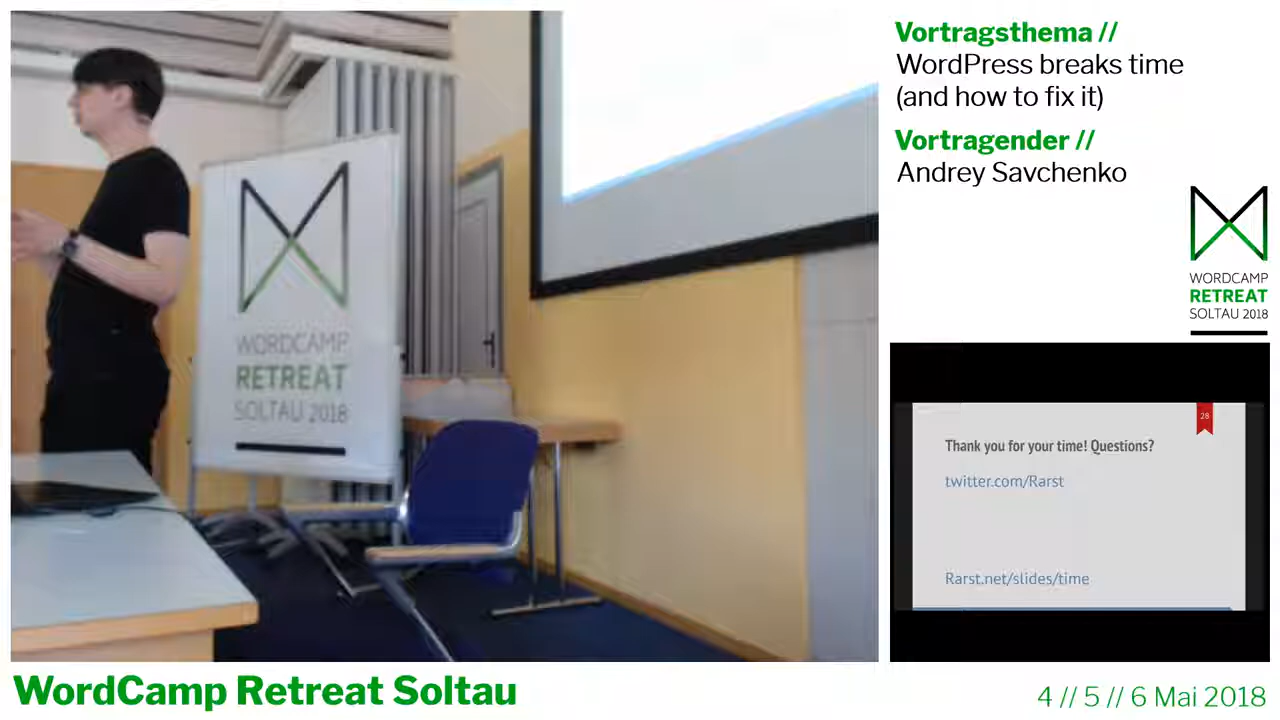 Vortragsthema //
WordPress breaks time
(and how to fix it)
Vortragender //
Andrey Savchenko
WORDCAMP
RETREAT
SOLTAU 2018
WORDCAMP
RETREAT
SOLTAU 2018
28
Thank you for your time! Questions?
twitter.com/Rarst
Rarst.net/slides/time
WordCamp Retreat Soltau
4 // 5 // 6 Mai 2018